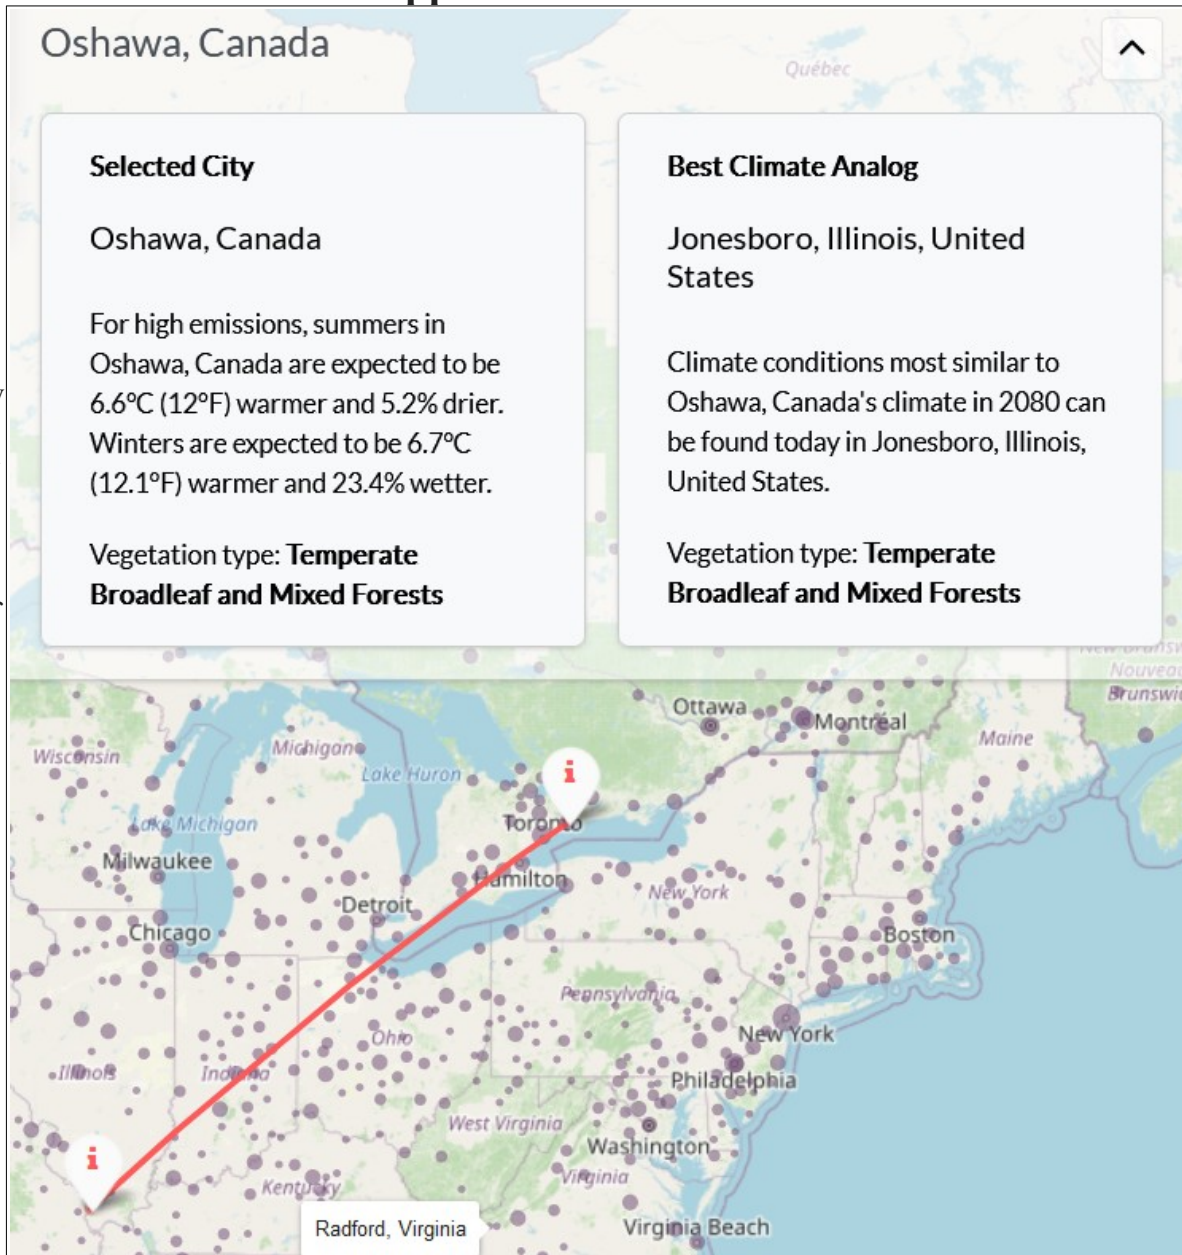 Oshawa, Canada
Québec
Selected City
Oshawa, Canada
For high emissions, summers in
Oshawa, Canada are expected to be
6.6°C (12°F) warmer and 5.2% drier.
Winters are expected to be 6.7°C
(12.1°F) warmer and 23.4% wetter.
Vegetation type: Temperate
Broadleaf and Mixed Forests
Best Climate Analog
Jonesboro, Illinois, United
States
Climate conditions most similar to
Oshawa, Canada's climate in 2080 can
be found today in Jonesboro, Illinois,
United States.
Vegetation type: Temperate
Broadleaf and Mixed Forests
Ottawa
Montréal
Brunswi
Maine
Wisconsin
Michigan
Lake Huron
Toronto
Lake Michigan
Milwaukee
Hamilton
New York
Detroit
Chicago
Boston
Pennsylvania
New York
Ohio
Illinois
Indiana
Philadelphia
West Virginia
Washington
Virginia
Kentucky
Radford, Virginia
Virginia Beach